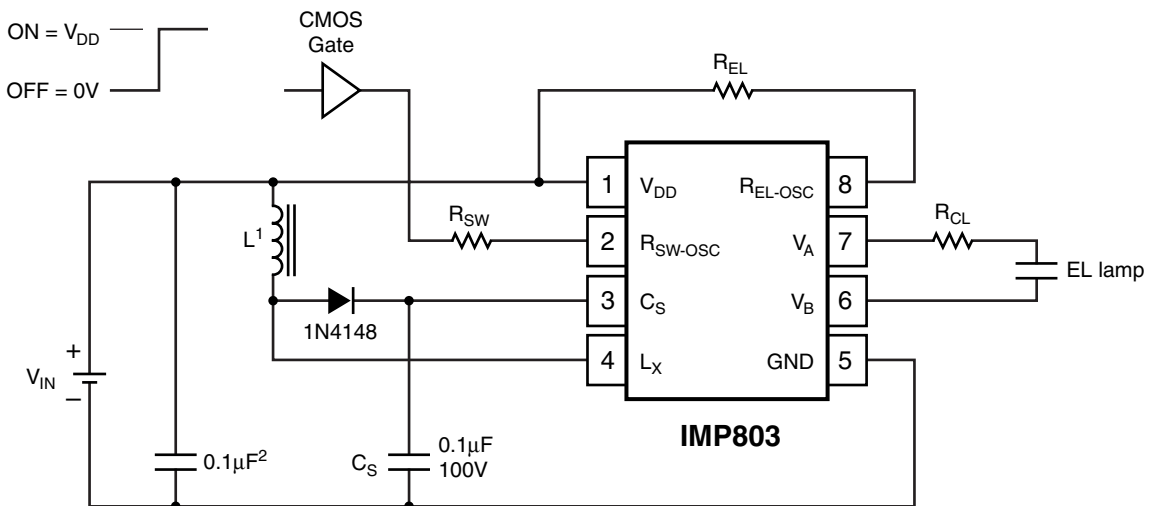 ON = V_DD
OFF = 0V
CMOS
Gate
R_EL
1
V_DD
R_EL-OSC
8
R_SW
R_CL
L¹
2
R_SW-OSC
V_A
7
EL lamp
3
C_S
V_B
6
1N4148
4
L_X
GND
5
+
V_IN
–
IMP803
0.1µF²
C_S
0.1µF
100V